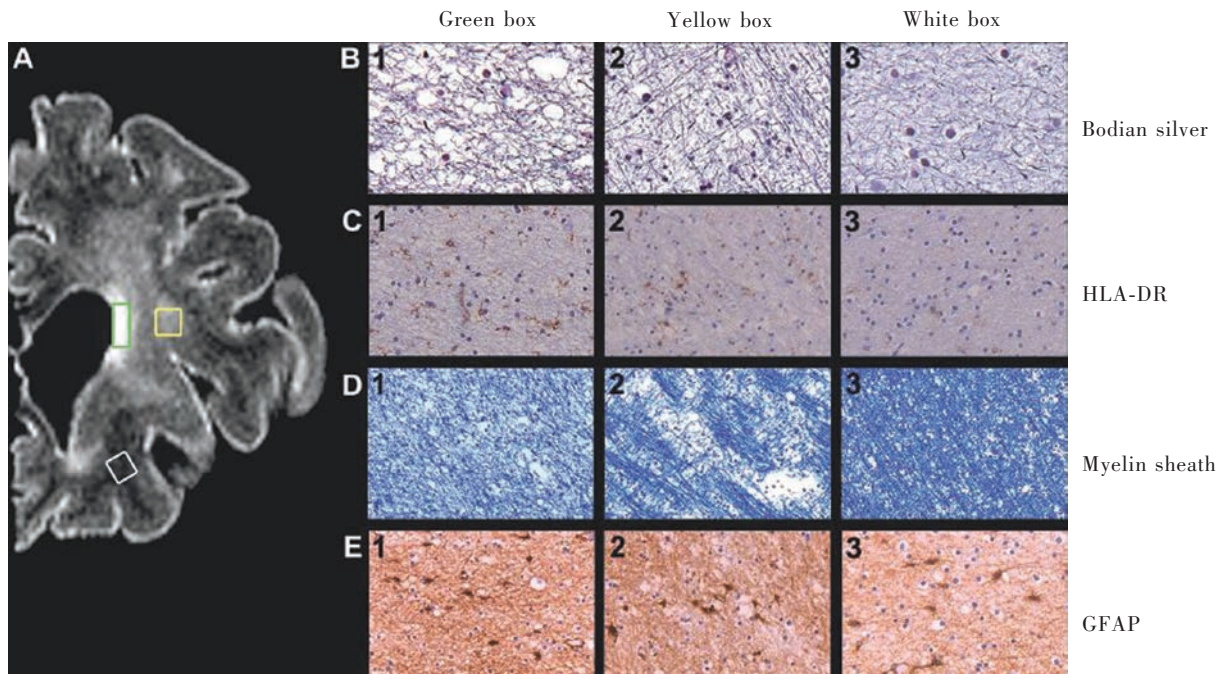 Green box Yellow box White box
A B 1 2 3 Bodian silver
C 1 2 3 HLA-DR
D 1 2 3 Myelin sheath
E 1 2 3 GFAP